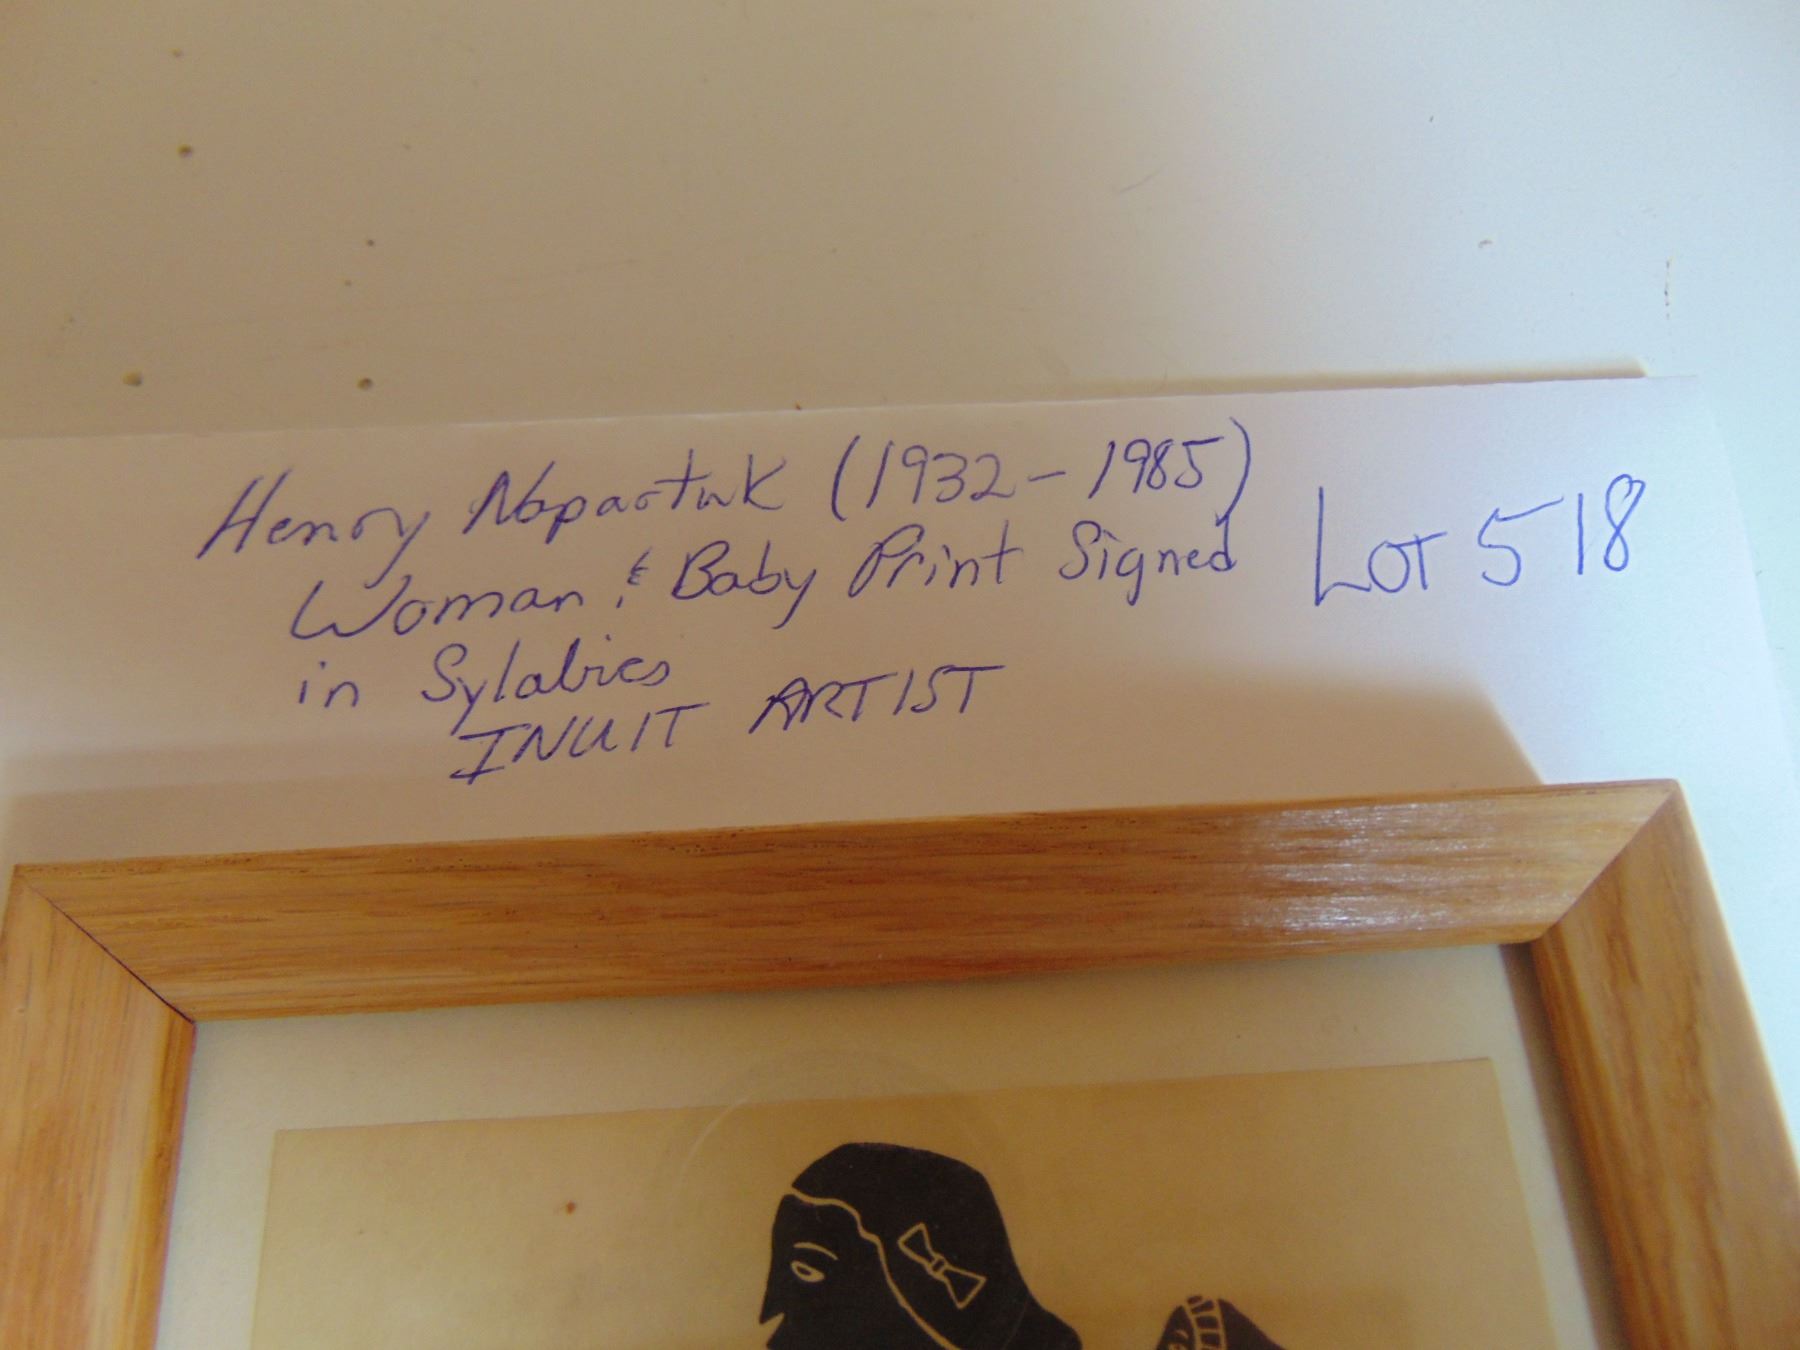 Henry Napartuk (1932-1985)
Woman & Baby Print Signed
in Sylabics
INUIT ARTIST
LOT 518